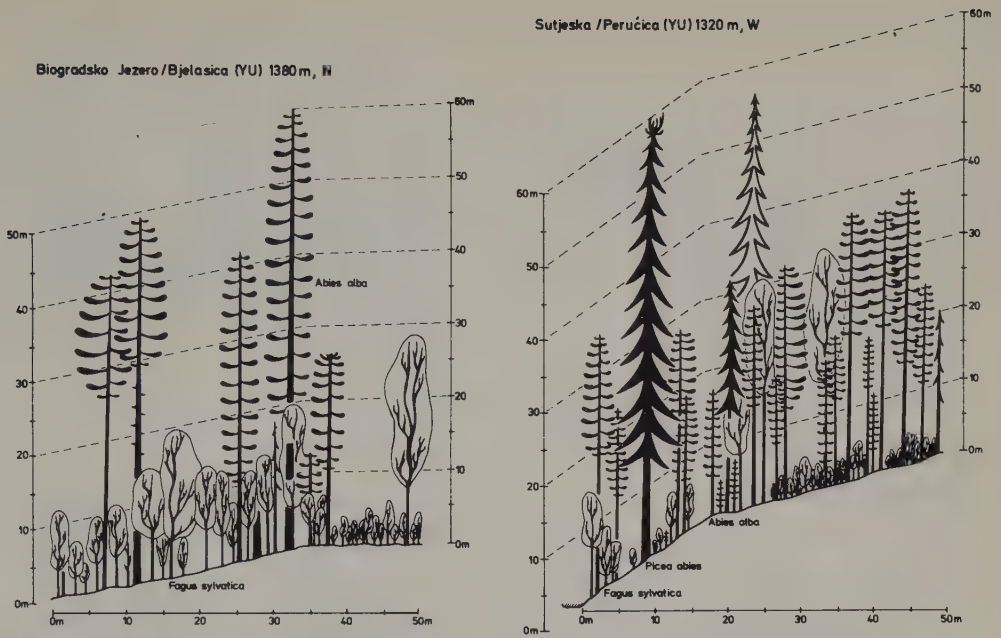 Biogradsko Jezero/Bjelasica (YU) 1380 m, N
50m
40
30
20
10
0m
60m
50
40
30
20
10
0m
Abies alba
Fagus sylvatica
0m 10 20 30 40 50m
Sutjeska /Perućica (YU) 1320 m, W
60m
50
40
30
20
10
0m
60m
50
40
30
20
10
0m
Abies alba
Picea abies
Fagus sylvatica
0m 10 20 30 40 50m